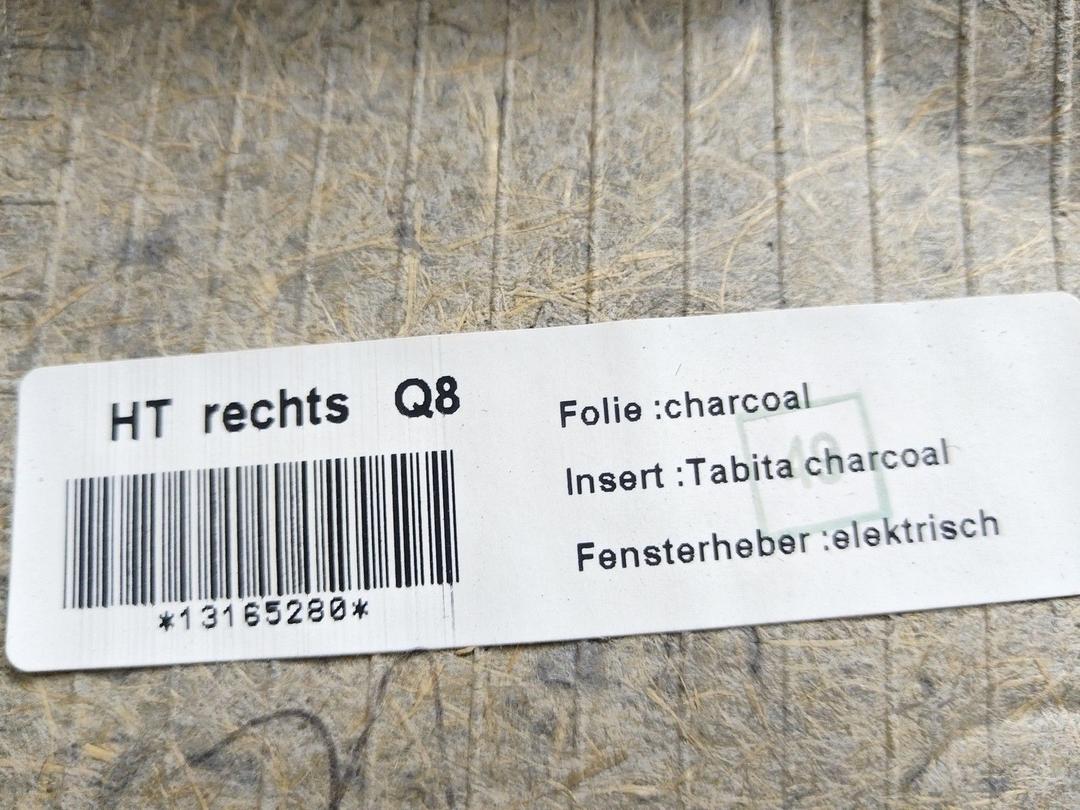 HT rechts Q8
*13165280*
Folie :charcoal
Insert :Tabita charcoal
Fensterheber :elektrisch